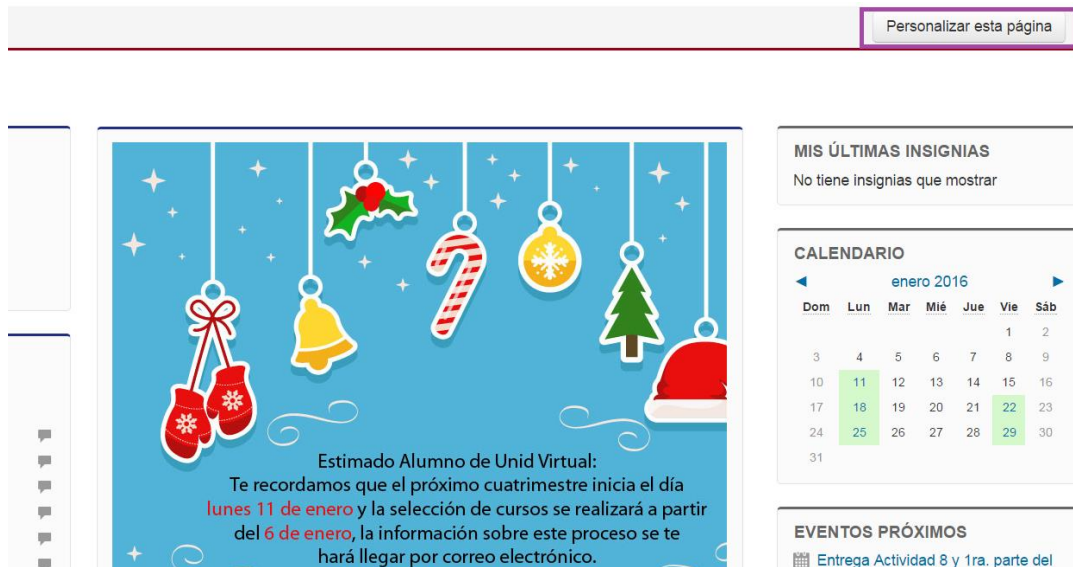 Personalizar esta página
Estimado Alumno de Unid Virtual:
Te recordamos que el próximo cuatrimestre inicia el día
lunes 11 de enero y la selección de cursos se realizará a partir
del 6 de enero, la información sobre este proceso se te
hará llegar por correo electrónico.
MIS ÚLTIMAS INSIGNIAS
No tiene insignias que mostrar
CALENDARIO
◄ enero 2016 ►
Dom Lun Mar Mié Jue Vie Sáb
1 2
3 4 5 6 7 8 9
10 11 12 13 14 15 16
17 18 19 20 21 22 23
24 25 26 27 28 29 30
31
EVENTOS PRÓXIMOS
Entrega Actividad 8 y 1ra. parte del